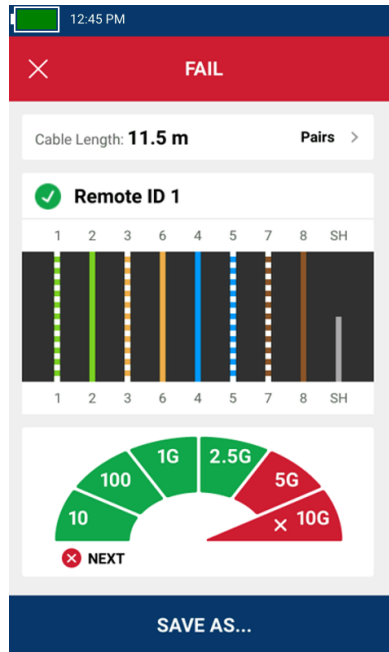 12:45 PM
FAIL
Cable Length: 11.5 m Pairs >
Remote ID 1
1 2 3 6 4 5 7 8 SH
1 2 3 6 4 5 7 8 SH
10 100 1G 2.5G 5G 10G
NEXT
SAVE AS...